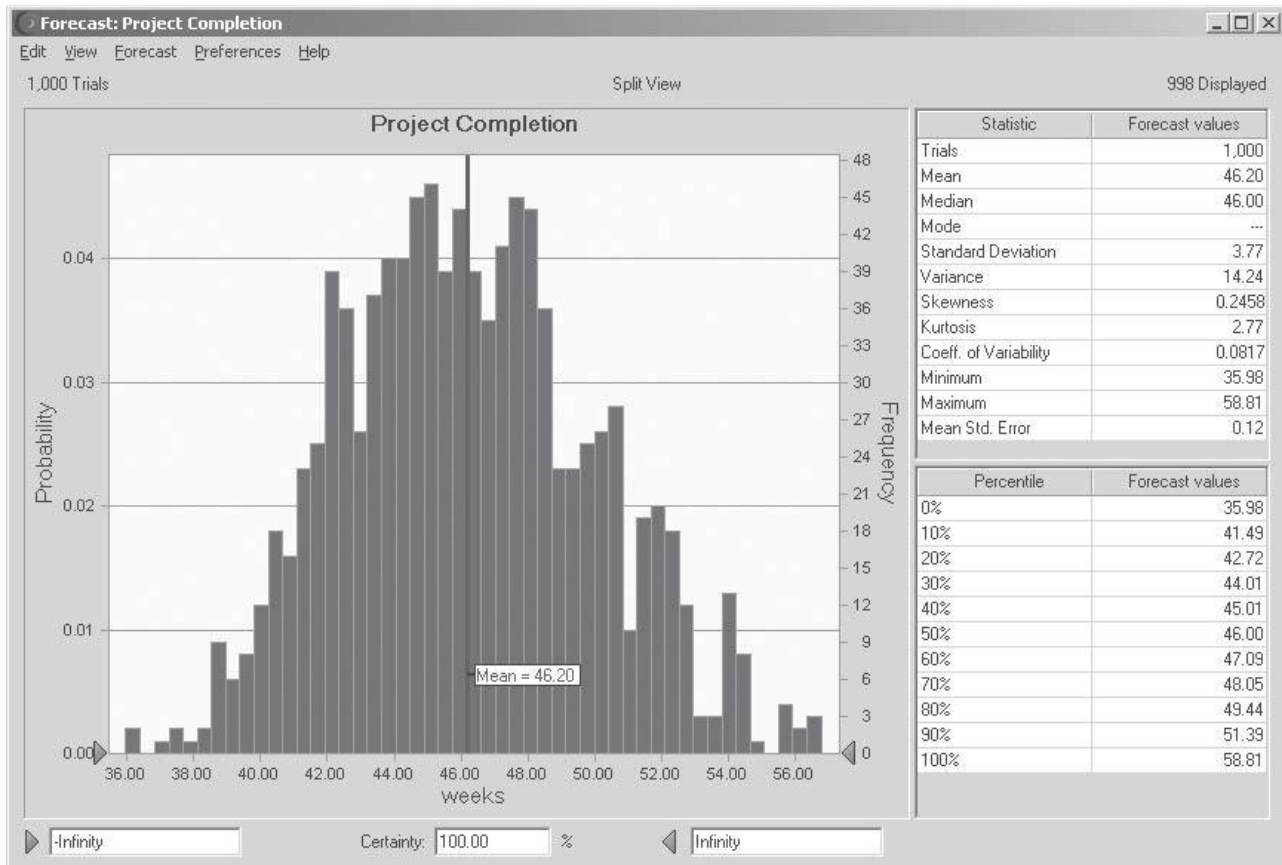 Forecast: Project Completion
Edit View Forecast Preferences Help
1,000 Trials
Split View
998 Displayed
Project Completion
Probability
0.04
0.03
0.02
0.01
0.00
48
45
42
39
36
33
30
27
24
21
18
15
12
9
6
3
0
Frequency
Mean = 46.20
36.00 38.00 40.00 42.00 44.00 46.00 48.00 50.00 52.00 54.00 56.00
weeks
Statistic Forecast values
Trials 1,000
Mean 46.20
Median 46.00
Mode ---
Standard Deviation 3.77
Variance 14.24
Skewness 0.2458
Kurtosis 2.77
Coeff. of Variability 0.0817
Minimum 35.98
Maximum 58.81
Mean Std. Error 0.12
Percentile Forecast values
0% 35.98
10% 41.49
20% 42.72
30% 44.01
40% 45.01
50% 46.00
60% 47.09
70% 48.05
80% 49.44
90% 51.39
100% 58.81
-Infinity Certainty: 100.00 % Infinity